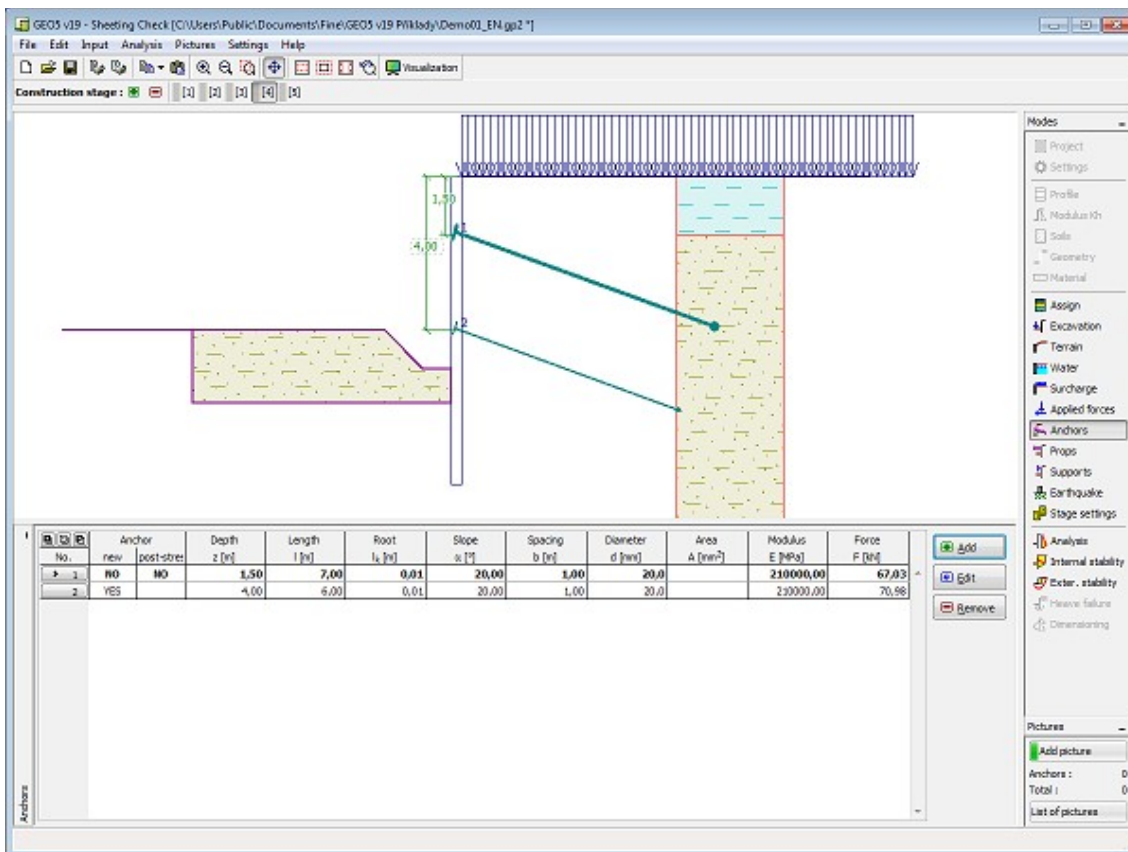 GEO5 v19 - Sheeting Check [C:\Users\Public\Documents\Fine\GEO5 v19 Příklady\Demo01_EN.gp2 *]
File Edit Input Analysis Pictures Settings Help
Visualization
Construction stage : [1] [2] [3] [4] [5]
1,50
1
4,00
2
Modes
Project
Settings
Profile
Modulus Kh
Soils
Geometry
Material
Assign
Excavation
Terrain
Water
Surcharge
Applied forces
Anchors
Props
Supports
Earthquake
Stage settings
Analysis
Internal stability
Exter. stability
Heave failure
Dimensioning
Anchor Depth Length Root Slope Spacing Diameter Area Modulus Force
No. new post-stres z [m] l [m] lk [m] α [°] b [m] d [mm] A [mm²] E [MPa] F [kN]
1 NO NO 1,50 7,00 0,01 20,00 1,00 20,0 210000,00 67,03
2 YES 4,00 6,00 0,01 20,00 1,00 20,0 210000,00 70,98
Add
Edit
Remove
Anchors
Pictures
Add picture
Anchors : 0
Total : 0
List of pictures